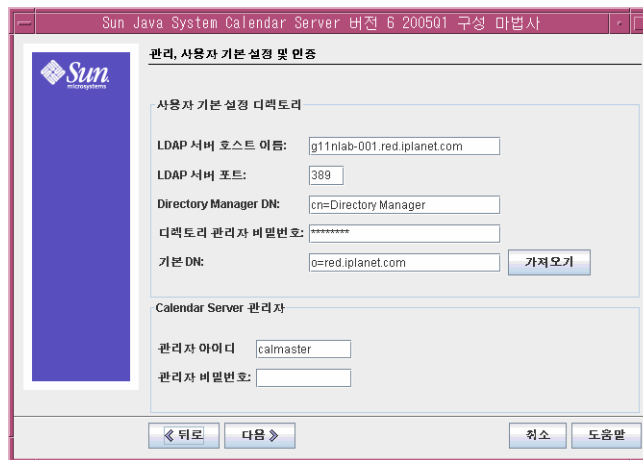 Sun Java System Calendar Server 버전 6 2005Q1 구성 마법사
Sun
microsystems
관리, 사용자 기본 설정 및 인증
사용자 기본 설정 디렉토리
LDAP 서버 호스트 이름: g11nlab-001.red.iplanet.com
LDAP 서버 포트: 389
Directory Manager DN: cn=Directory Manager
디렉토리 관리자 비밀번호: ********
기본 DN: o=red.iplanet.com 가져오기
Calendar Server 관리자
관리자 아이디 calmaster
관리자 비밀번호:
뒤로 다음 취소 도움말